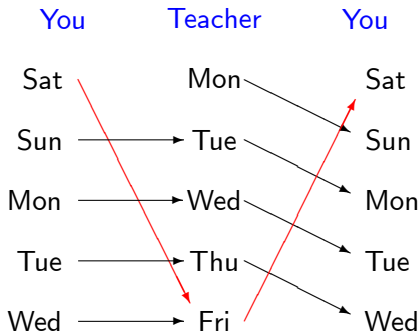 You Teacher You
Sat Mon Sat
Sun Tue Sun
Mon Wed Mon
Tue Thu Tue
Wed Fri Wed